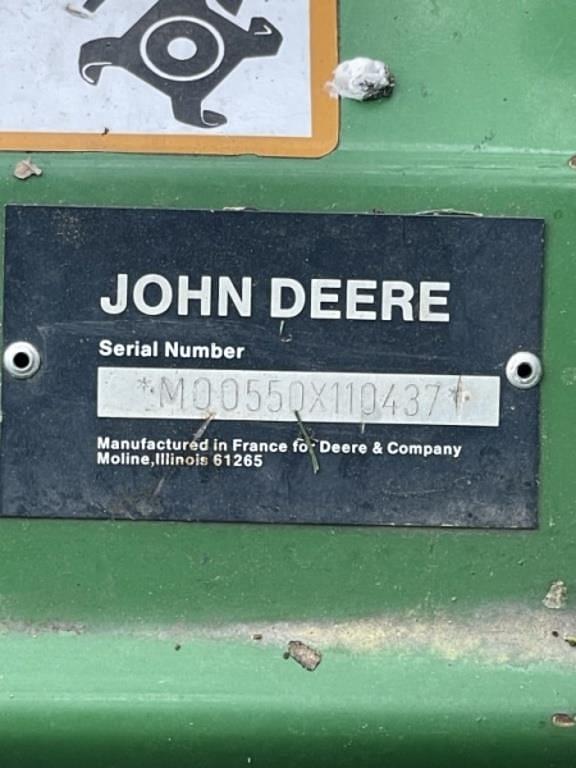 JOHN DEERE
Serial Number
*M00550X110437*
Manufactured in France for Deere & Company
Moline,Illinois 61265